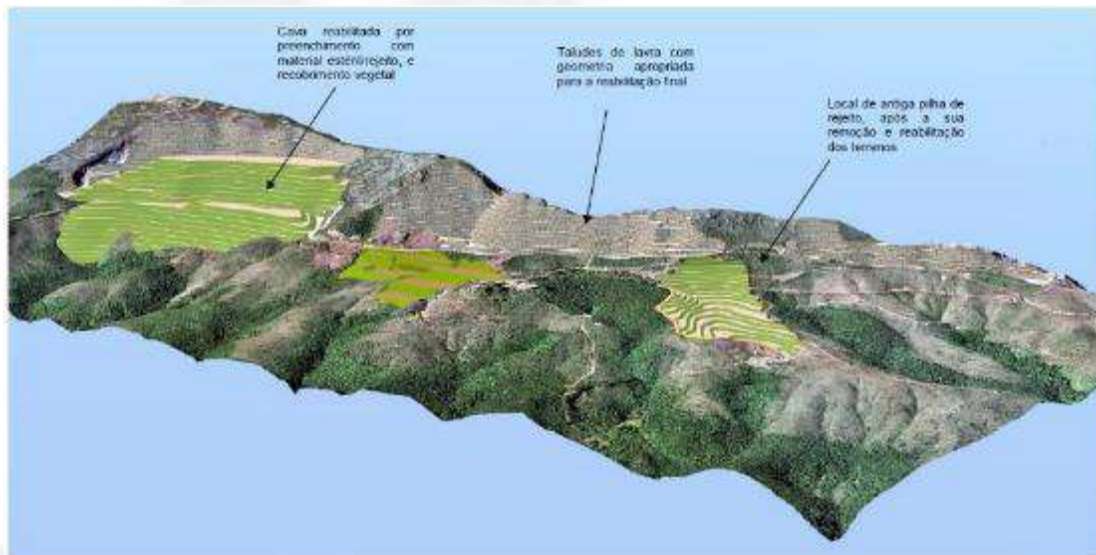 Cava reabilitada por
preenchimento com
material estéril/rejeito, e
recobrimento vegetal
Taludes de lavra com
geometria apropriada
para a reabilitação final
Local de antiga pilha de
rejeito, após a sua
remoção e reabilitação
dos terrenos